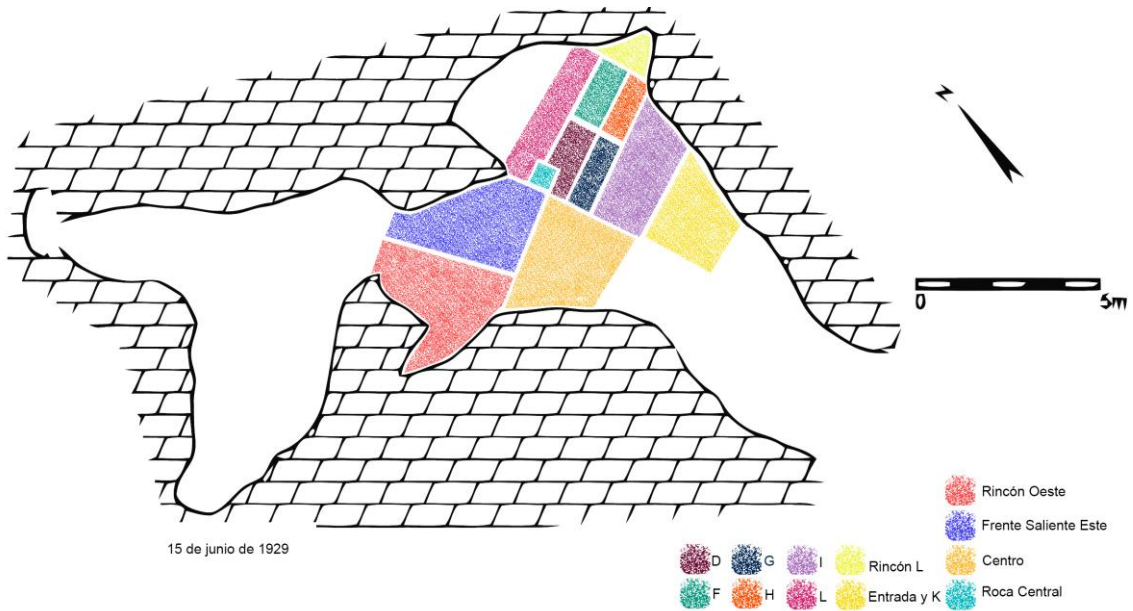 N
0 5m
15 de junio de 1929
Rincón Oeste
Frente Saliente Este
D G I Rincón L Centro
F H L Entrada y K Roca Central